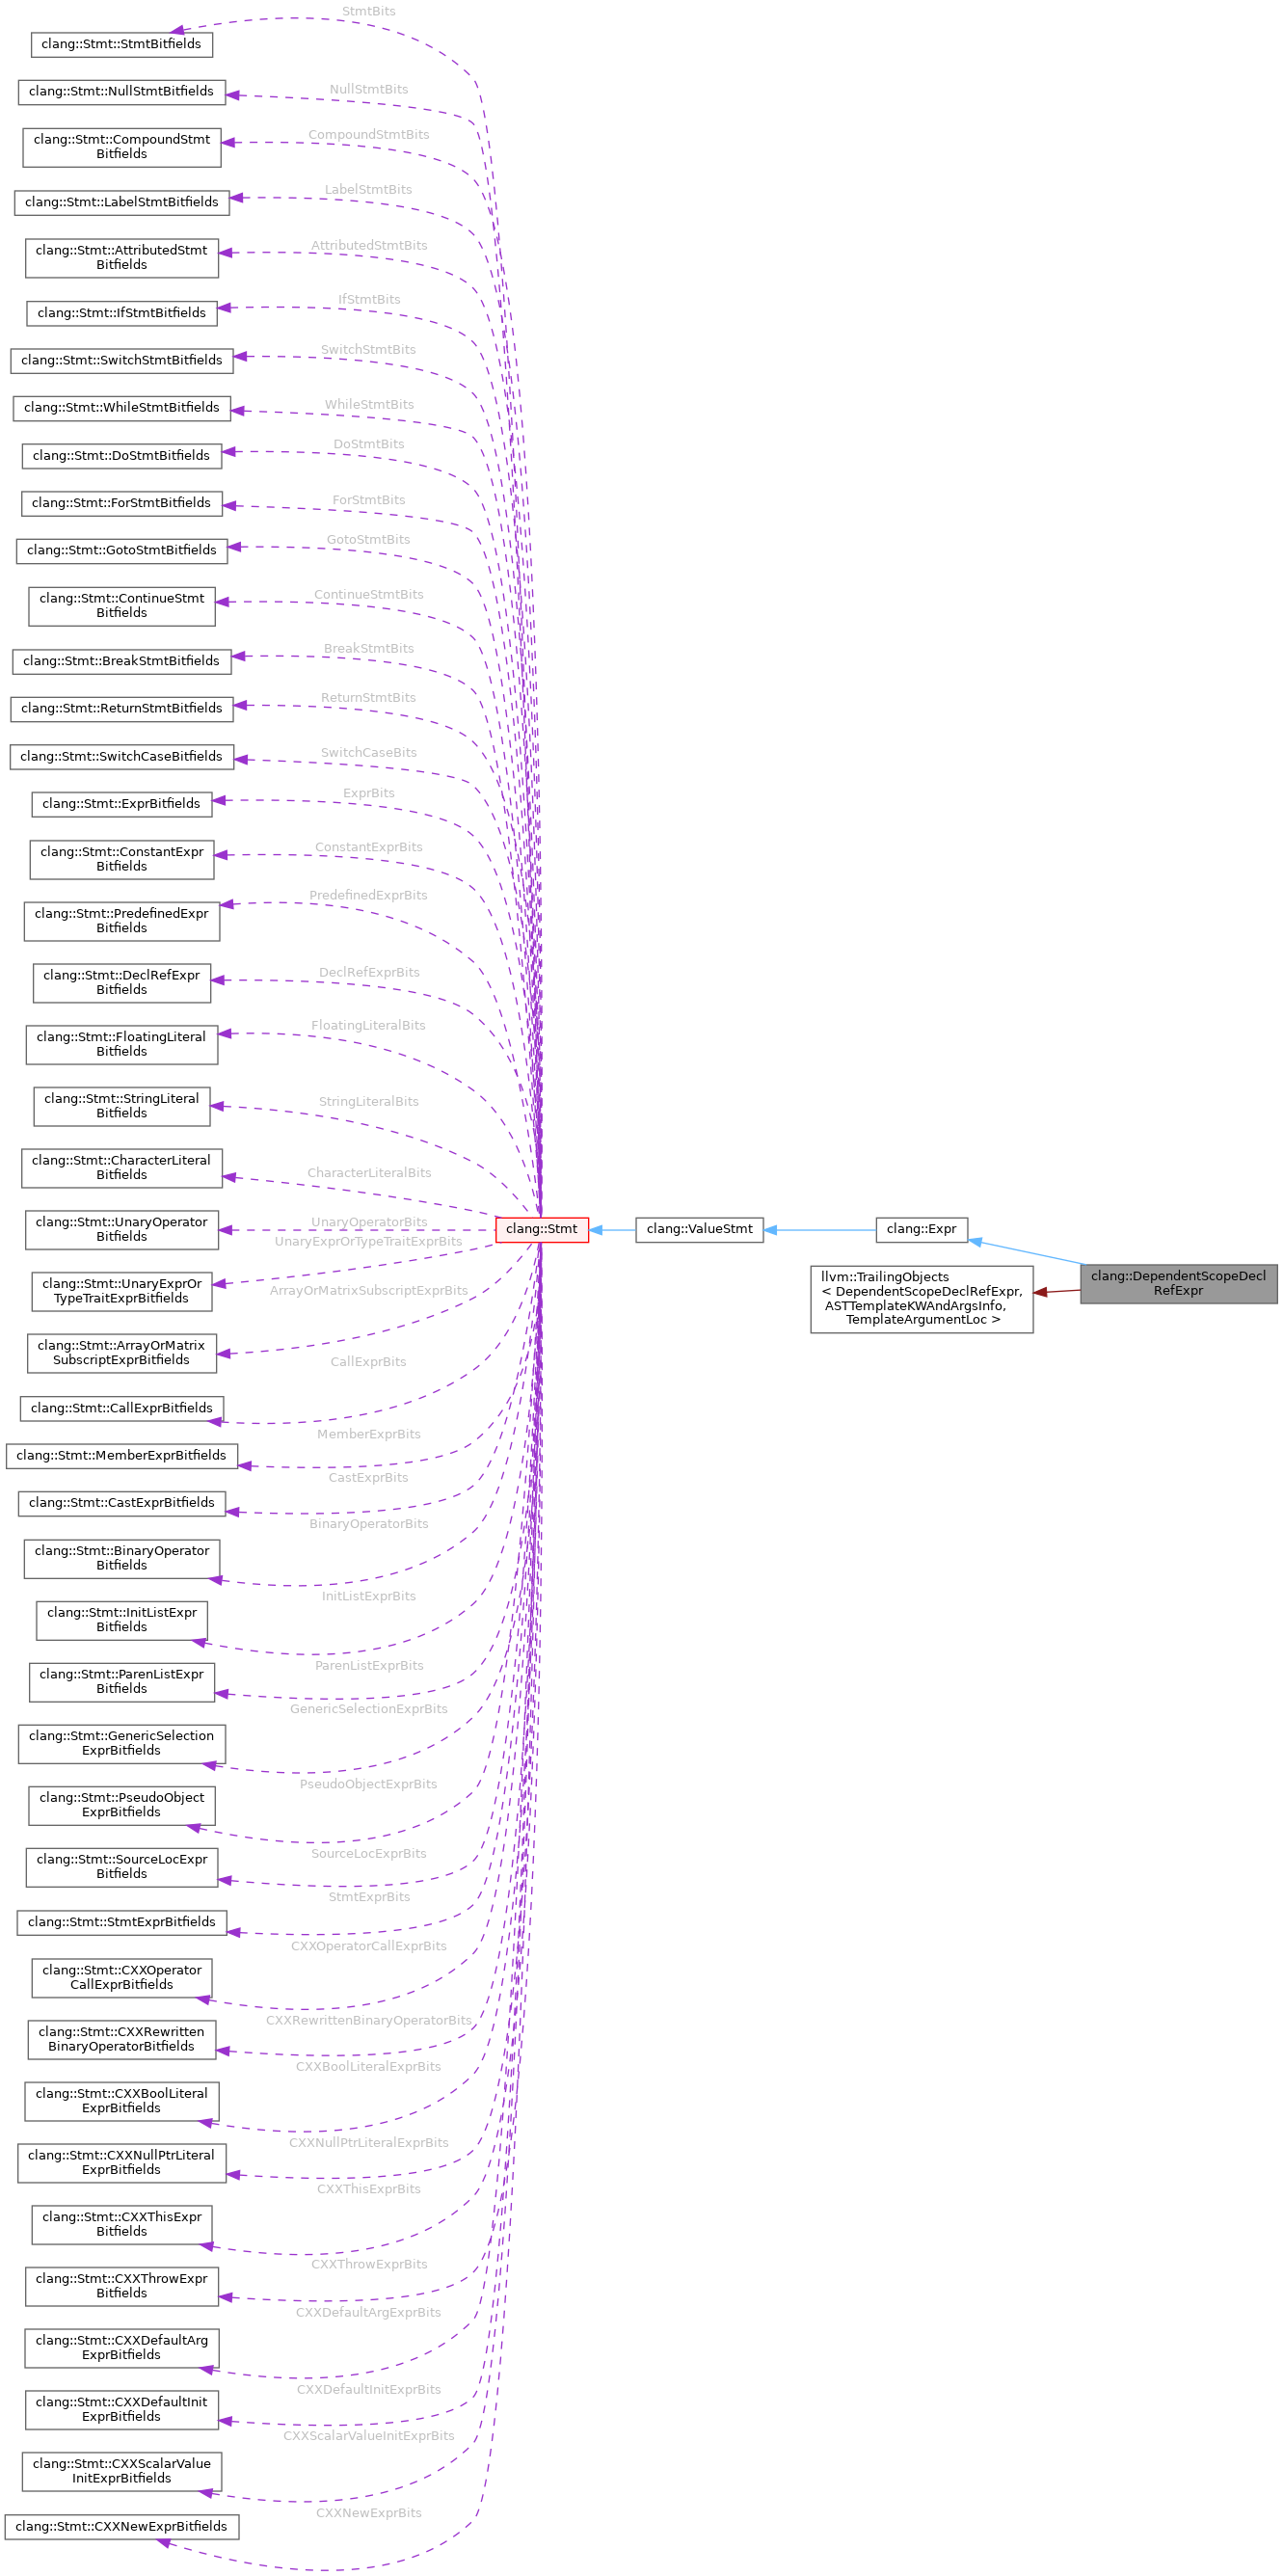 StmtBits
clang::Stmt::StmtBitfields
NullStmtBits
clang::Stmt::NullStmtBitfields
CompoundStmtBits
clang::Stmt::CompoundStmt
Bitfields
LabelStmtBits
clang::Stmt::LabelStmtBitfields
AttributedStmtBits
clang::Stmt::AttributedStmt
Bitfields
IfStmtBits
clang::Stmt::IfStmtBitfields
SwitchStmtBits
clang::Stmt::SwitchStmtBitfields
WhileStmtBits
clang::Stmt::WhileStmtBitfields
DoStmtBits
clang::Stmt::DoStmtBitfields
ForStmtBits
clang::Stmt::ForStmtBitfields
GotoStmtBits
clang::Stmt::GotoStmtBitfields
ContinueStmtBits
clang::Stmt::ContinueStmt
Bitfields
BreakStmtBits
clang::Stmt::BreakStmtBitfields
ReturnStmtBits
clang::Stmt::ReturnStmtBitfields
SwitchCaseBits
clang::Stmt::SwitchCaseBitfields
ExprBits
clang::Stmt::ExprBitfields
ConstantExprBits
clang::Stmt::ConstantExpr
Bitfields
PredefinedExprBits
clang::Stmt::PredefinedExpr
Bitfields
DeclRefExprBits
clang::Stmt::DeclRefExpr
Bitfields
FloatingLiteralBits
clang::Stmt::FloatingLiteral
Bitfields
StringLiteralBits
clang::Stmt::StringLiteral
Bitfields
CharacterLiteralBits
clang::Stmt::CharacterLiteral
Bitfields
UnaryOperatorBits
clang::Stmt::UnaryOperator
Bitfields
clang::Stmt
clang::ValueStmt
clang::Expr
clang::DependentScopeDecl
RefExpr
llvm::TrailingObjects
< DependentScopeDeclRefExpr,
ASTTemplateKWAndArgsInfo,
TemplateArgumentLoc >
UnaryExprOrTypeTraitExprBits
clang::Stmt::UnaryExprOr
TypeTraitExprBitfields
ArrayOrMatrixSubscriptExprBits
clang::Stmt::ArrayOrMatrix
SubscriptExprBitfields
CallExprBits
clang::Stmt::CallExprBitfields
MemberExprBits
clang::Stmt::MemberExprBitfields
CastExprBits
clang::Stmt::CastExprBitfields
BinaryOperatorBits
clang::Stmt::BinaryOperator
Bitfields
InitListExprBits
clang::Stmt::InitListExpr
Bitfields
ParenListExprBits
clang::Stmt::ParenListExpr
Bitfields
GenericSelectionExprBits
clang::Stmt::GenericSelection
ExprBitfields
PseudoObjectExprBits
clang::Stmt::PseudoObject
ExprBitfields
SourceLocExprBits
clang::Stmt::SourceLocExpr
Bitfields
StmtExprBits
clang::Stmt::StmtExprBitfields
CXXOperatorCallExprBits
clang::Stmt::CXXOperator
CallExprBitfields
CXXRewrittenBinaryOperatorBits
clang::Stmt::CXXRewritten
BinaryOperatorBitfields
CXXBoolLiteralExprBits
clang::Stmt::CXXBoolLiteral
ExprBitfields
CXXNullPtrLiteralExprBits
clang::Stmt::CXXNullPtrLiteral
ExprBitfields
CXXThisExprBits
clang::Stmt::CXXThisExpr
Bitfields
CXXThrowExprBits
clang::Stmt::CXXThrowExpr
Bitfields
CXXDefaultArgExprBits
clang::Stmt::CXXDefaultArg
ExprBitfields
CXXDefaultInitExprBits
clang::Stmt::CXXDefaultInit
ExprBitfields
CXXScalarValueInitExprBits
clang::Stmt::CXXScalarValue
InitExprBitfields
CXXNewExprBits
clang::Stmt::CXXNewExprBitfields